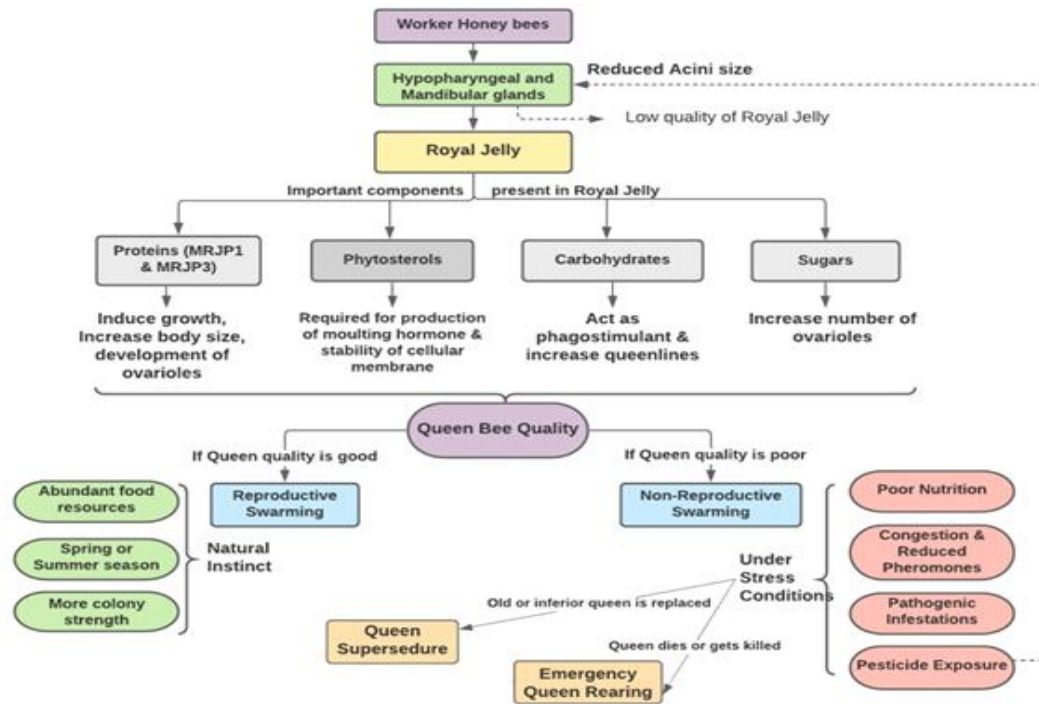 Worker Honey bees
Hypopharyngeal and
Mandibular glands
Reduced Acini size
Low quality of Royal Jelly
Royal Jelly
Important components present in Royal Jelly
Proteins (MRJP1
& MRJP3)
Phytosterols
Carbohydrates
Sugars
Induce growth,
Increase body size,
development of
ovarioles
Required for production
of moulting hormone &
stability of cellular
membrane
Act as
phagostimulant &
increase queenlines
Increase number of
ovarioles
Queen Bee Quality
If Queen quality is good
If Queen quality is poor
Reproductive
Swarming
Non-Reproductive
Swarming
Abundant food
resources
Spring or
Summer season
More colony
strength
Natural
Instinct
Poor Nutrition
Congestion &
Reduced
Pheromones
Pathogenic
Infestations
Pesticide Exposure
Under
Stress
Conditions
Old or inferior queen is replaced
Queen
Supersedure
Queen dies or gets killed
Emergency
Queen Rearing